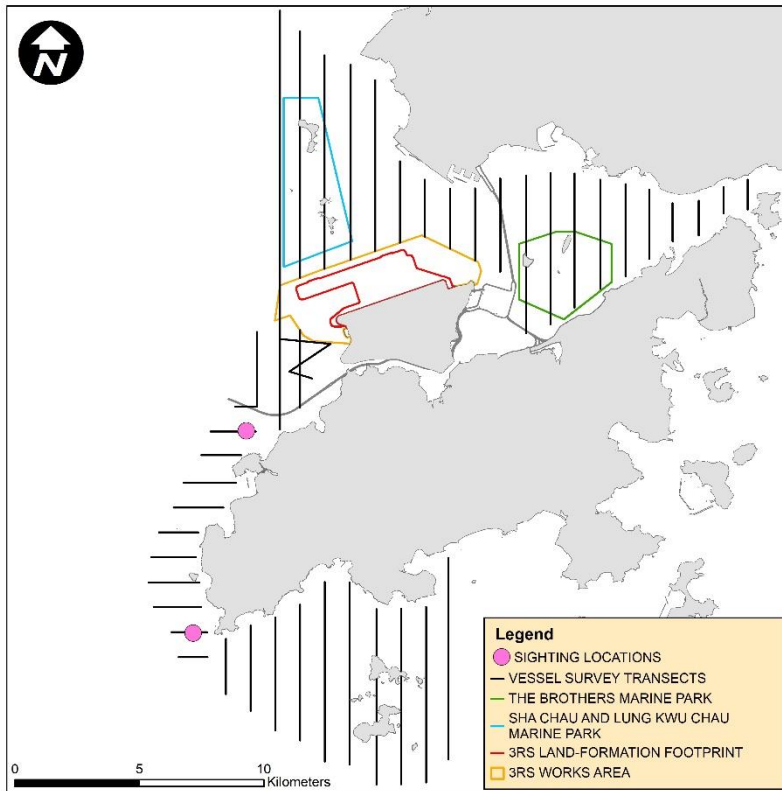 N
Legend
SIGHTING LOCATIONS
VESSEL SURVEY TRANSECTS
THE BROTHERS MARINE PARK
SHA CHAU AND LUNG KWU CHAU
MARINE PARK
3RS LAND-FORMATION FOOTPRINT
3RS WORKS AREA
0 5 10
Kilometers